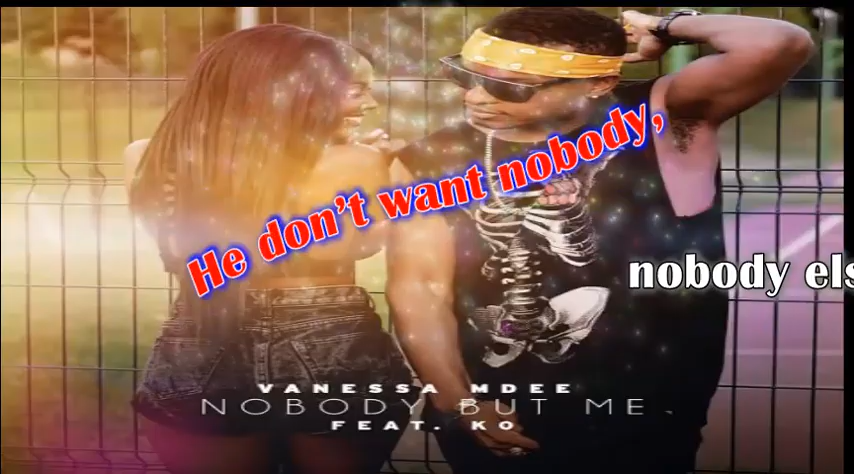 He don't want nobody,
nobody els
VANESSA MDEE
NOBODY BUT ME
FEAT. KO